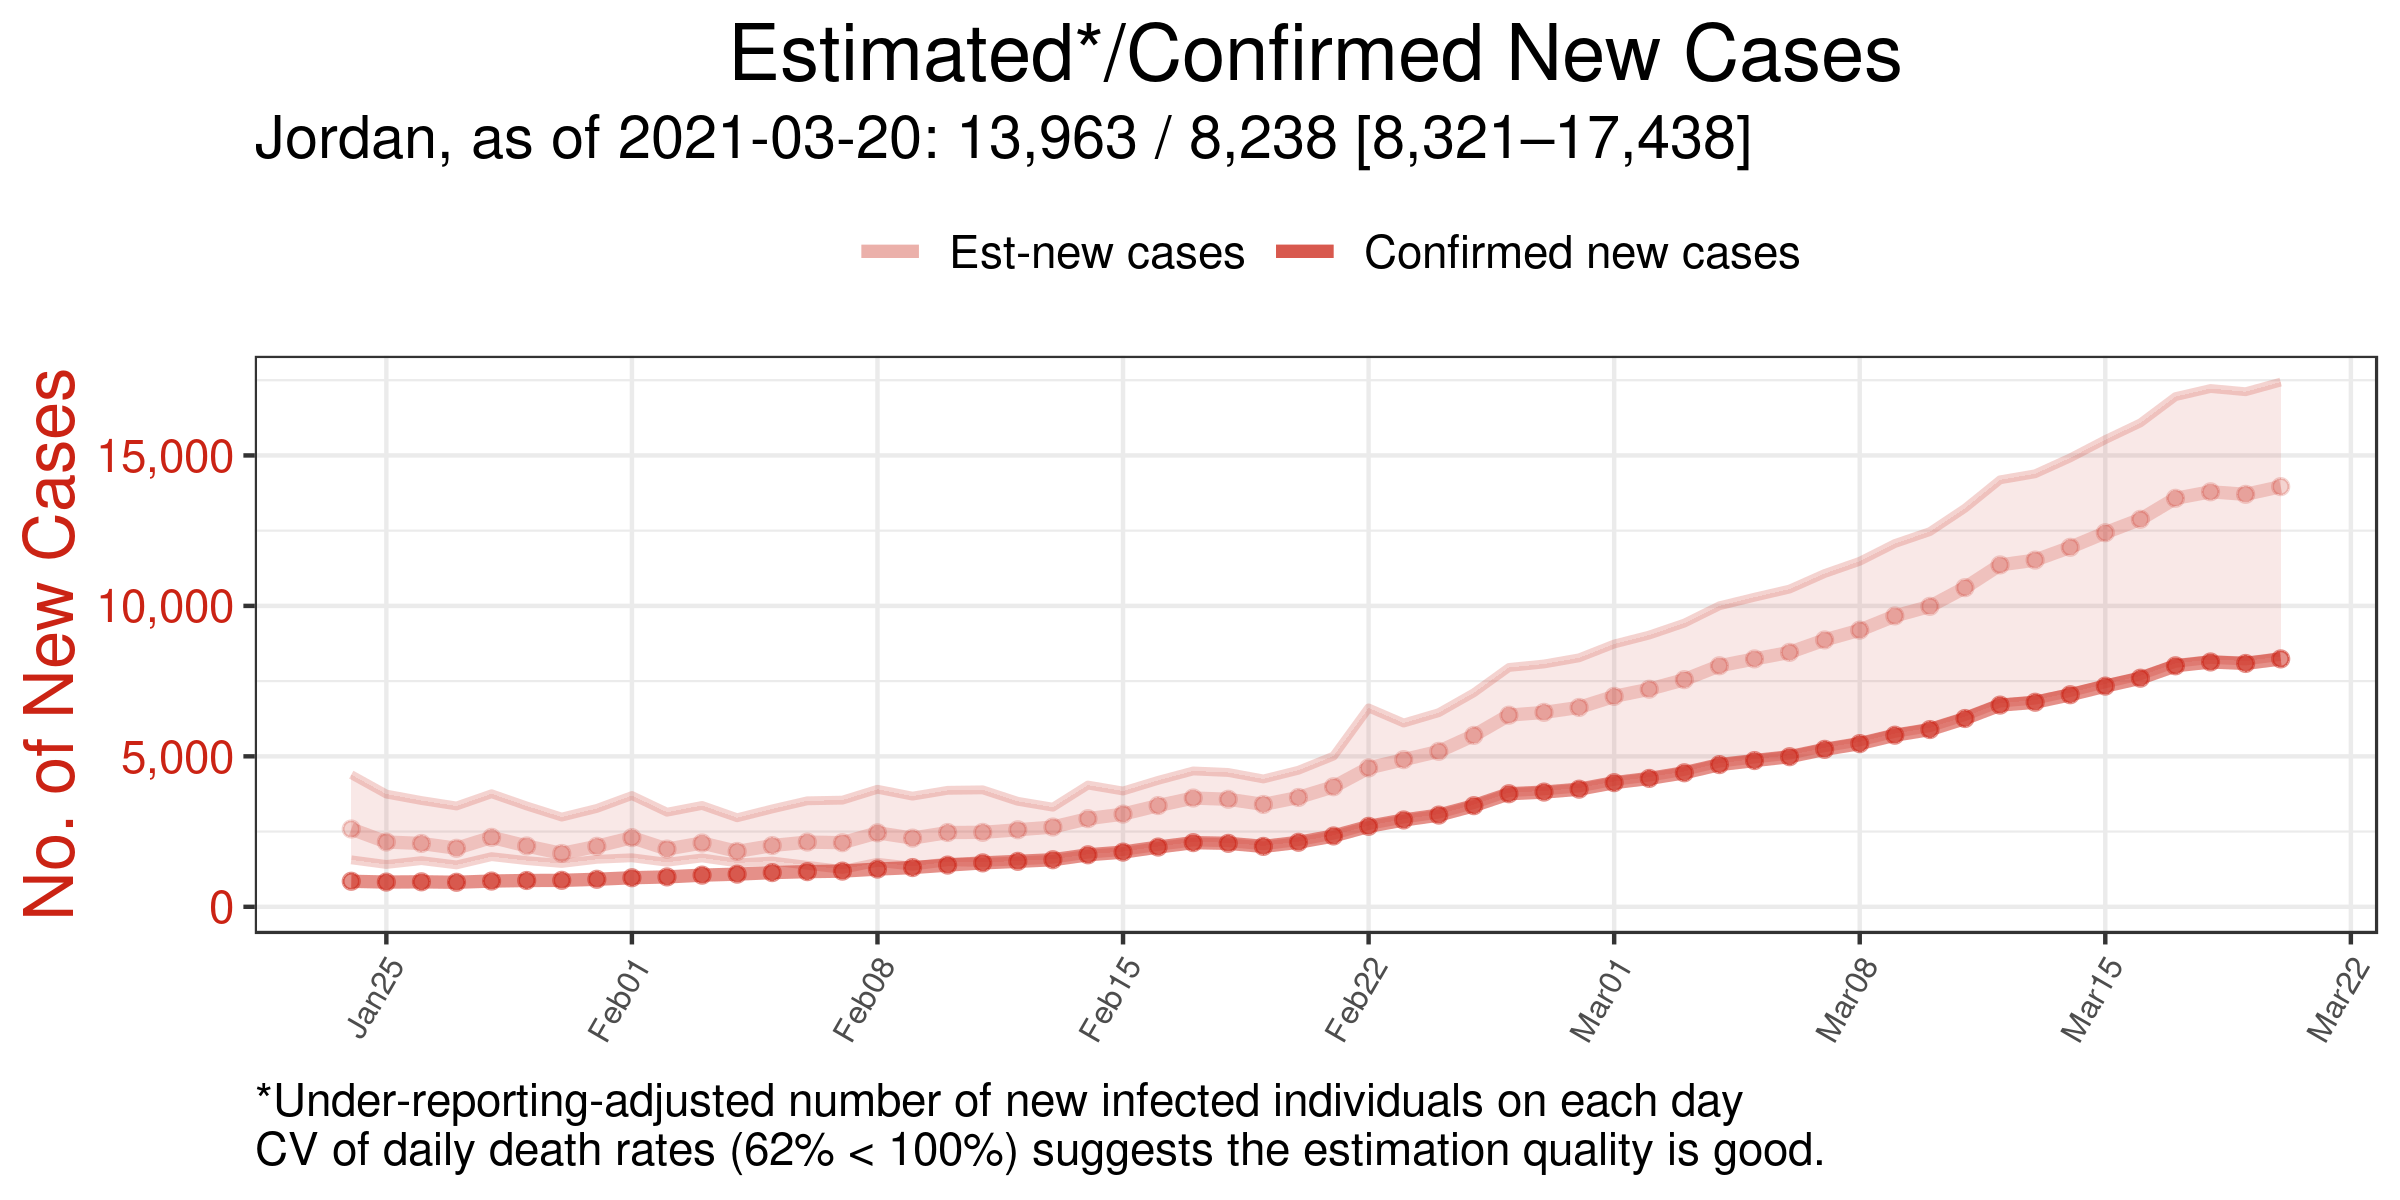 Estimated*/Confirmed New Cases
Jordan, as of 2021-03-20: 13,963 / 8,238 [8,321–17,438]
Est-new cases
Confirmed new cases
No. of New Cases
15,000
10,000
5,000
0
Jan25
Feb01
Feb08
Feb15
Feb22
Mar01
Mar08
Mar15
Mar22
*Under-reporting-adjusted number of new infected individuals on each day
CV of daily death rates (62% < 100%) suggests the estimation quality is good.